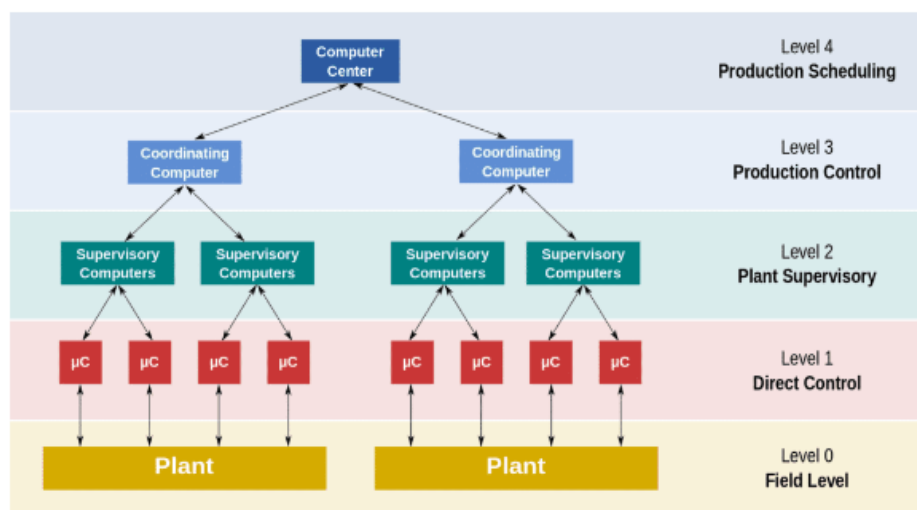 Computer
Center
Level 4
Production Scheduling
Coordinating
Computer
Coordinating
Computer
Level 3
Production Control
Supervisory
Computers
Supervisory
Computers
Supervisory
Computers
Supervisory
Computers
Level 2
Plant Supervisory
µC
µC
µC
µC
µC
µC
µC
µC
Level 1
Direct Control
Plant
Plant
Level 0
Field Level